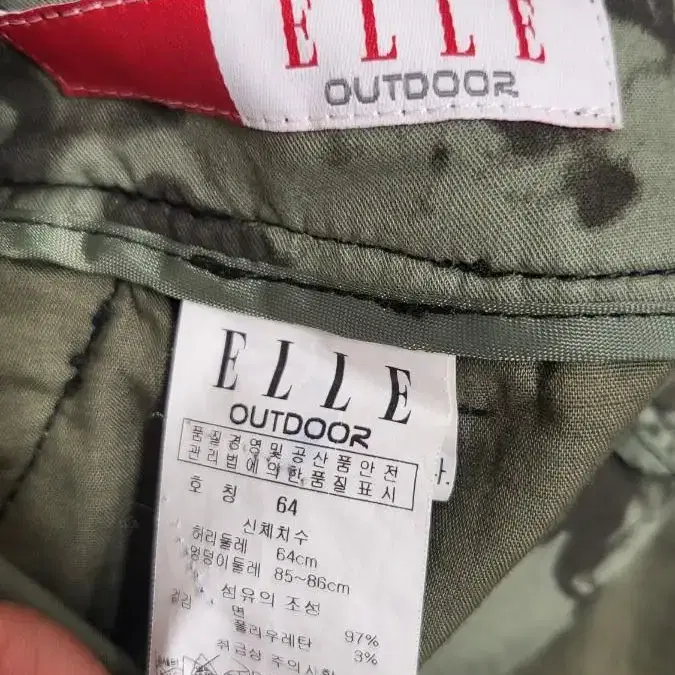 ELLE
OUTDOOR
ELLE
OUTDOOR
품질경영및공산품안전
관리법에의한품질표시
호 칭 64
신체치수
허리둘레 64cm
엉덩이둘레 85~86cm
섬유의 조성
겉감 면 97%
폴리우레탄 3%
취급상 주의사항